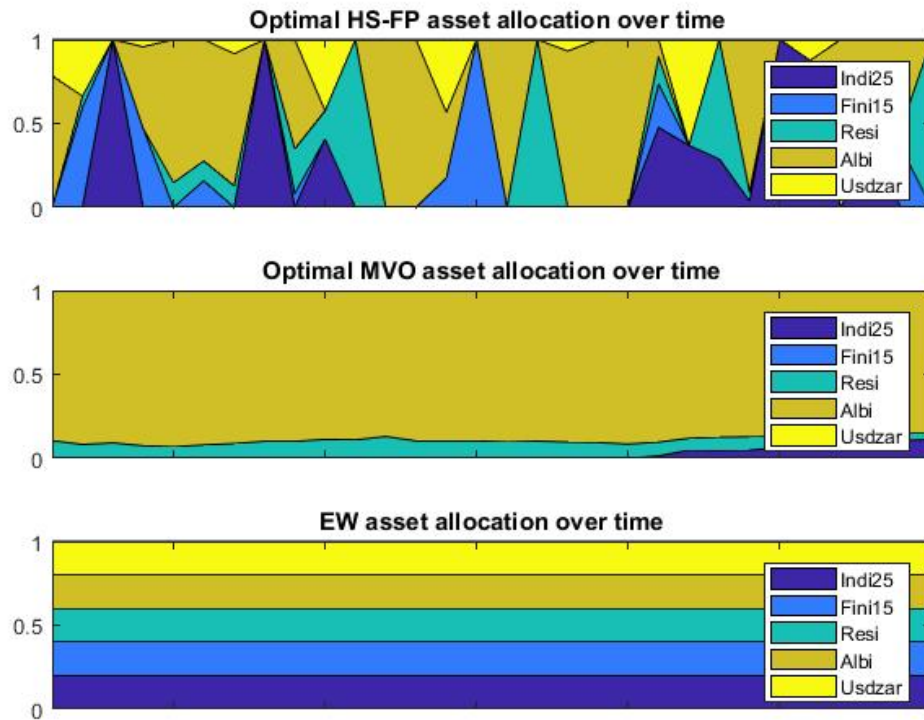 Optimal HS-FP asset allocation over time
1
0.5
0
Indi25
Fini15
Resi
Albi
Usdzar
Optimal MVO asset allocation over time
1
0.5
0
Indi25
Fini15
Resi
Albi
Usdzar
EW asset allocation over time
1
0.5
0
Indi25
Fini15
Resi
Albi
Usdzar